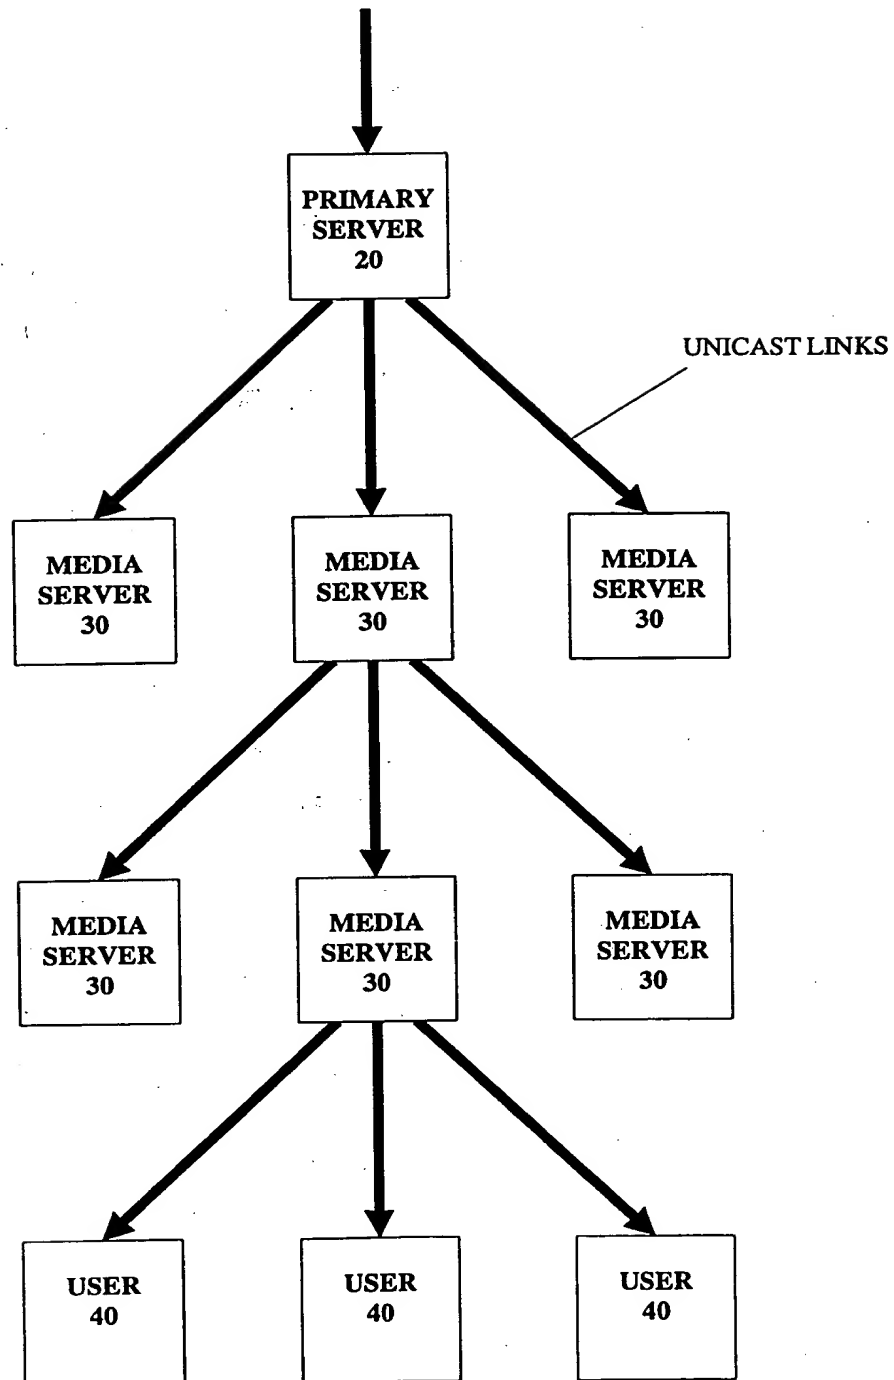 PRIMARY
SERVER
20
UNICAST LINKS
MEDIA
SERVER
30
MEDIA
SERVER
30
MEDIA
SERVER
30
MEDIA
SERVER
30
MEDIA
SERVER
30
MEDIA
SERVER
30
USER
40
USER
40
USER
40